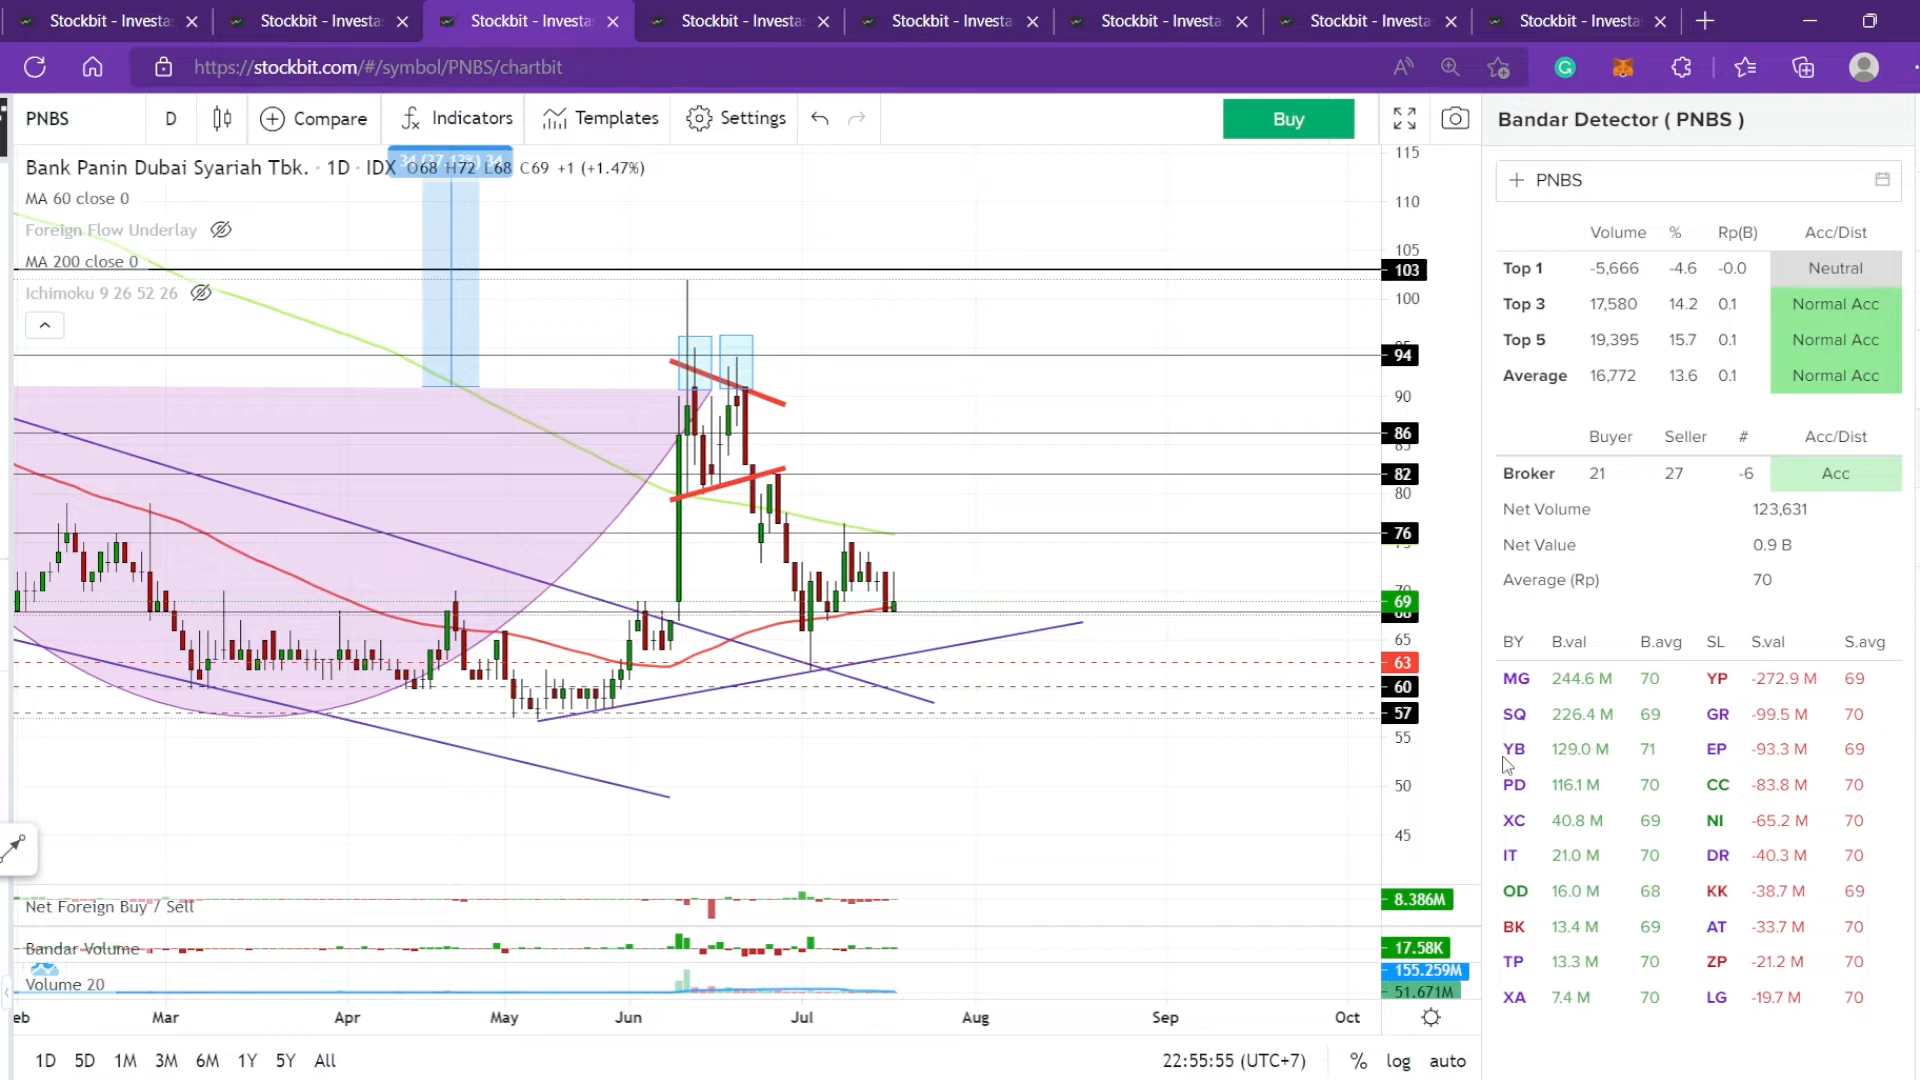 Stockbit - Investa Stockbit - Investa Stockbit - Investa Stockbit - Investa Stockbit - Investa Stockbit - Investa Stockbit - Investa Stockbit - Investa
https://stockbit.com/#/symbol/PNBS/chartbit
PNBS D Compare Indicators Templates Settings Buy
Bank Panin Dubai Syariah Tbk. · 1D · IDX O68 H72 L68 C69 +1 (+1.47%)
MA 60 close 0
Foreign Flow Underlay
MA 200 close 0
Ichimoku 9 26 52 26
115
110
105
103
100
94
90
86
82
80
76
69
65
63
60
57
55
50
45
Net Foreign Buy / Sell 8.386M
Bandar Volume 17.58K
155.259M
Volume 20 51.671M
eb Mar Apr May Jun Jul Aug Sep Oct
1D 5D 1M 3M 6M 1Y 5Y All 22:55:55 (UTC+7) % log auto
Bandar Detector ( PNBS )
PNBS
Volume % Rp(B) Acc/Dist
Top 1 -5,666 -4.6 -0.0 Neutral
Top 3 17,580 14.2 0.1 Normal Acc
Top 5 19,395 15.7 0.1 Normal Acc
Average 16,772 13.6 0.1 Normal Acc
Buyer Seller # Acc/Dist
Broker 21 27 -6 Acc
Net Volume 123,631
Net Value 0.9 B
Average (Rp) 70
BY B.val B.avg SL S.val S.avg
MG 244.6 M 70 YP -272.9 M 69
SQ 226.4 M 69 GR -99.5 M 70
YB 129.0 M 71 EP -93.3 M 69
PD 116.1 M 70 CC -83.8 M 70
XC 40.8 M 69 NI -65.2 M 70
IT 21.0 M 70 DR -40.3 M 70
OD 16.0 M 68 KK -38.7 M 69
BK 13.4 M 69 AT -33.7 M 70
TP 13.3 M 70 ZP -21.2 M 70
XA 7.4 M 70 LG -19.7 M 70